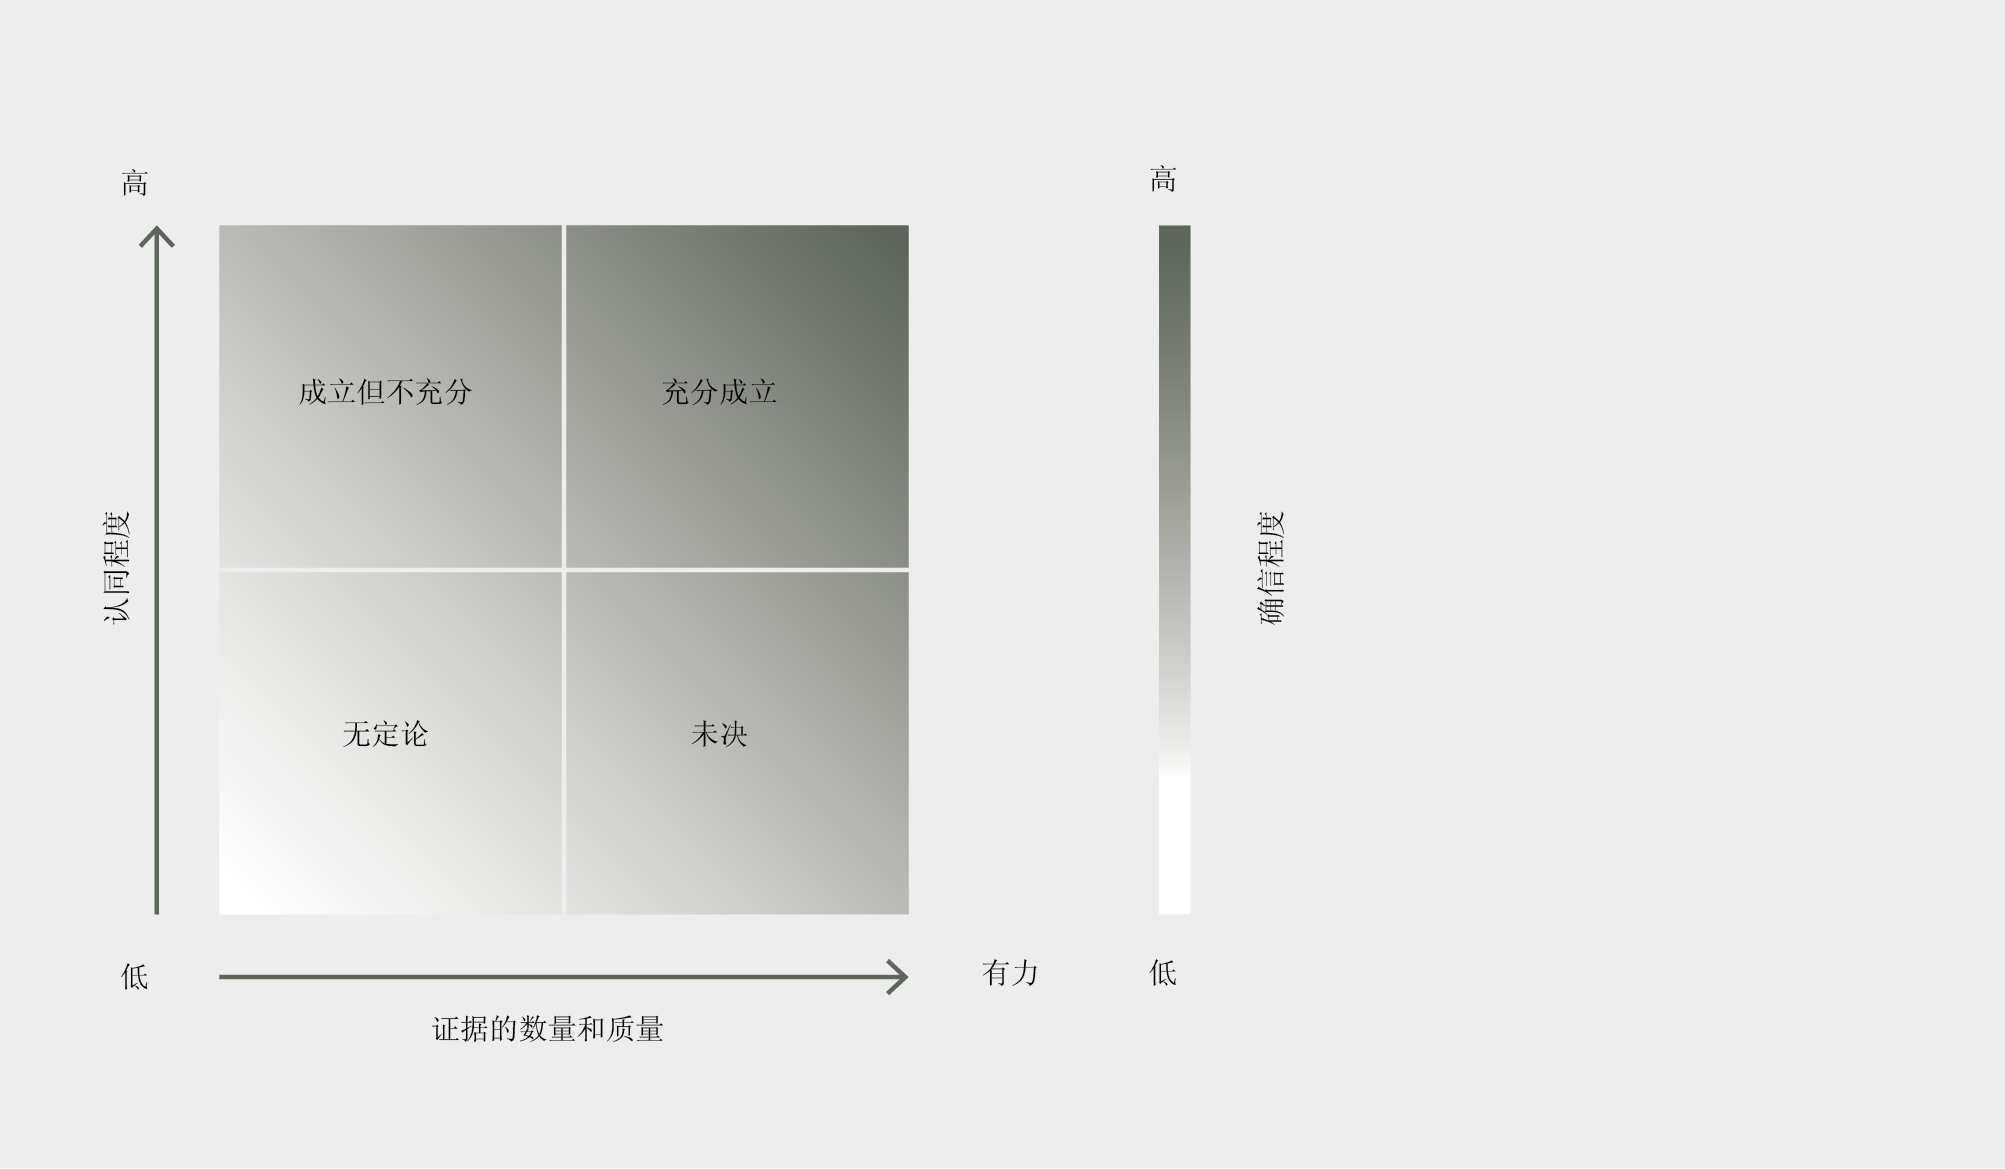 高
高
成立但不充分
充分成立
认同程度
确信程度
无定论
未决
低
有力
低
证据的数量和质量